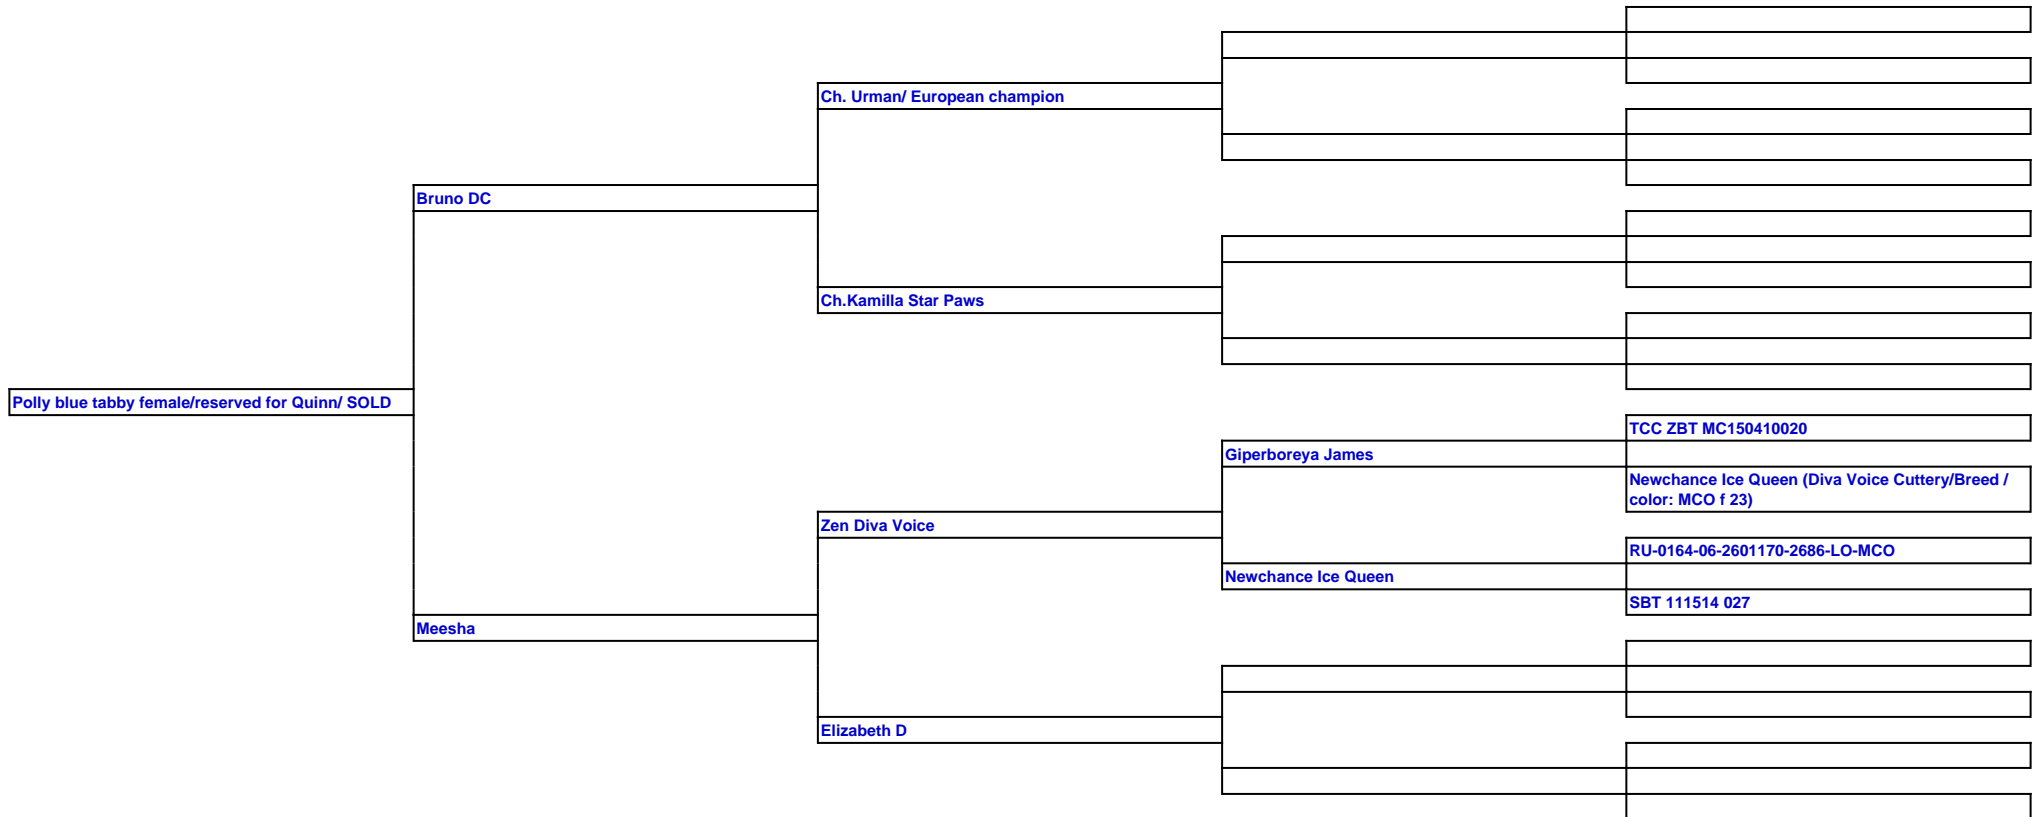 Ch. Urman/ European champion
Bruno DC
Ch.Kamilla Star Paws
Polly blue tabby female/reserved for Quinn/ SOLD
TCC ZBT MC150410020
Giperboreya James
Newchance Ice Queen (Diva Voice Cuttery/Breed /
color: MCO f 23)
Zen Diva Voice
RU-0164-06-2601170-2686-LO-MCO
Newchance Ice Queen
SBT 111514 027
Meesha
Elizabeth D